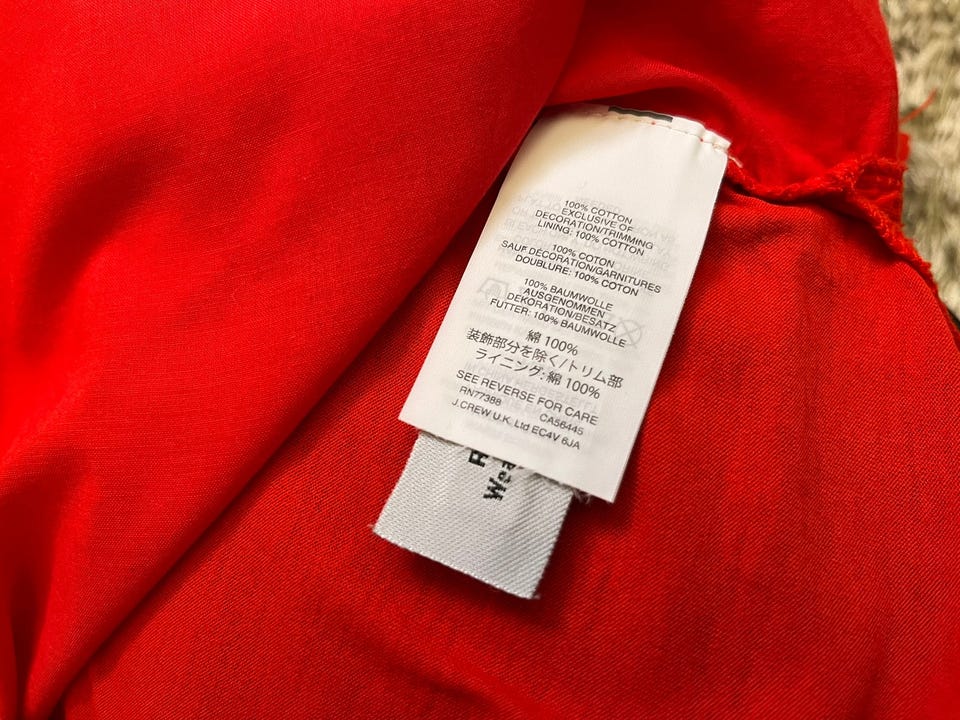 100% COTTON
EXCLUSIVE OF
DECORATION/TRIMMING
LINING: 100% COTTON
100% COTON
SAUF DÉCORATION/GARNITURES
DOUBLURE: 100% COTON
100% BAUMWOLLE
AUSGENOMMEN
DEKORATION/BESATZ
FUTTER: 100% BAUMWOLLE
綿 100%
装飾部分を除く/トリム部
ライニング: 綿 100%
SEE REVERSE FOR CARE
RN77388 CA56445
J.CREW U.K. Ltd EC4V 6JA